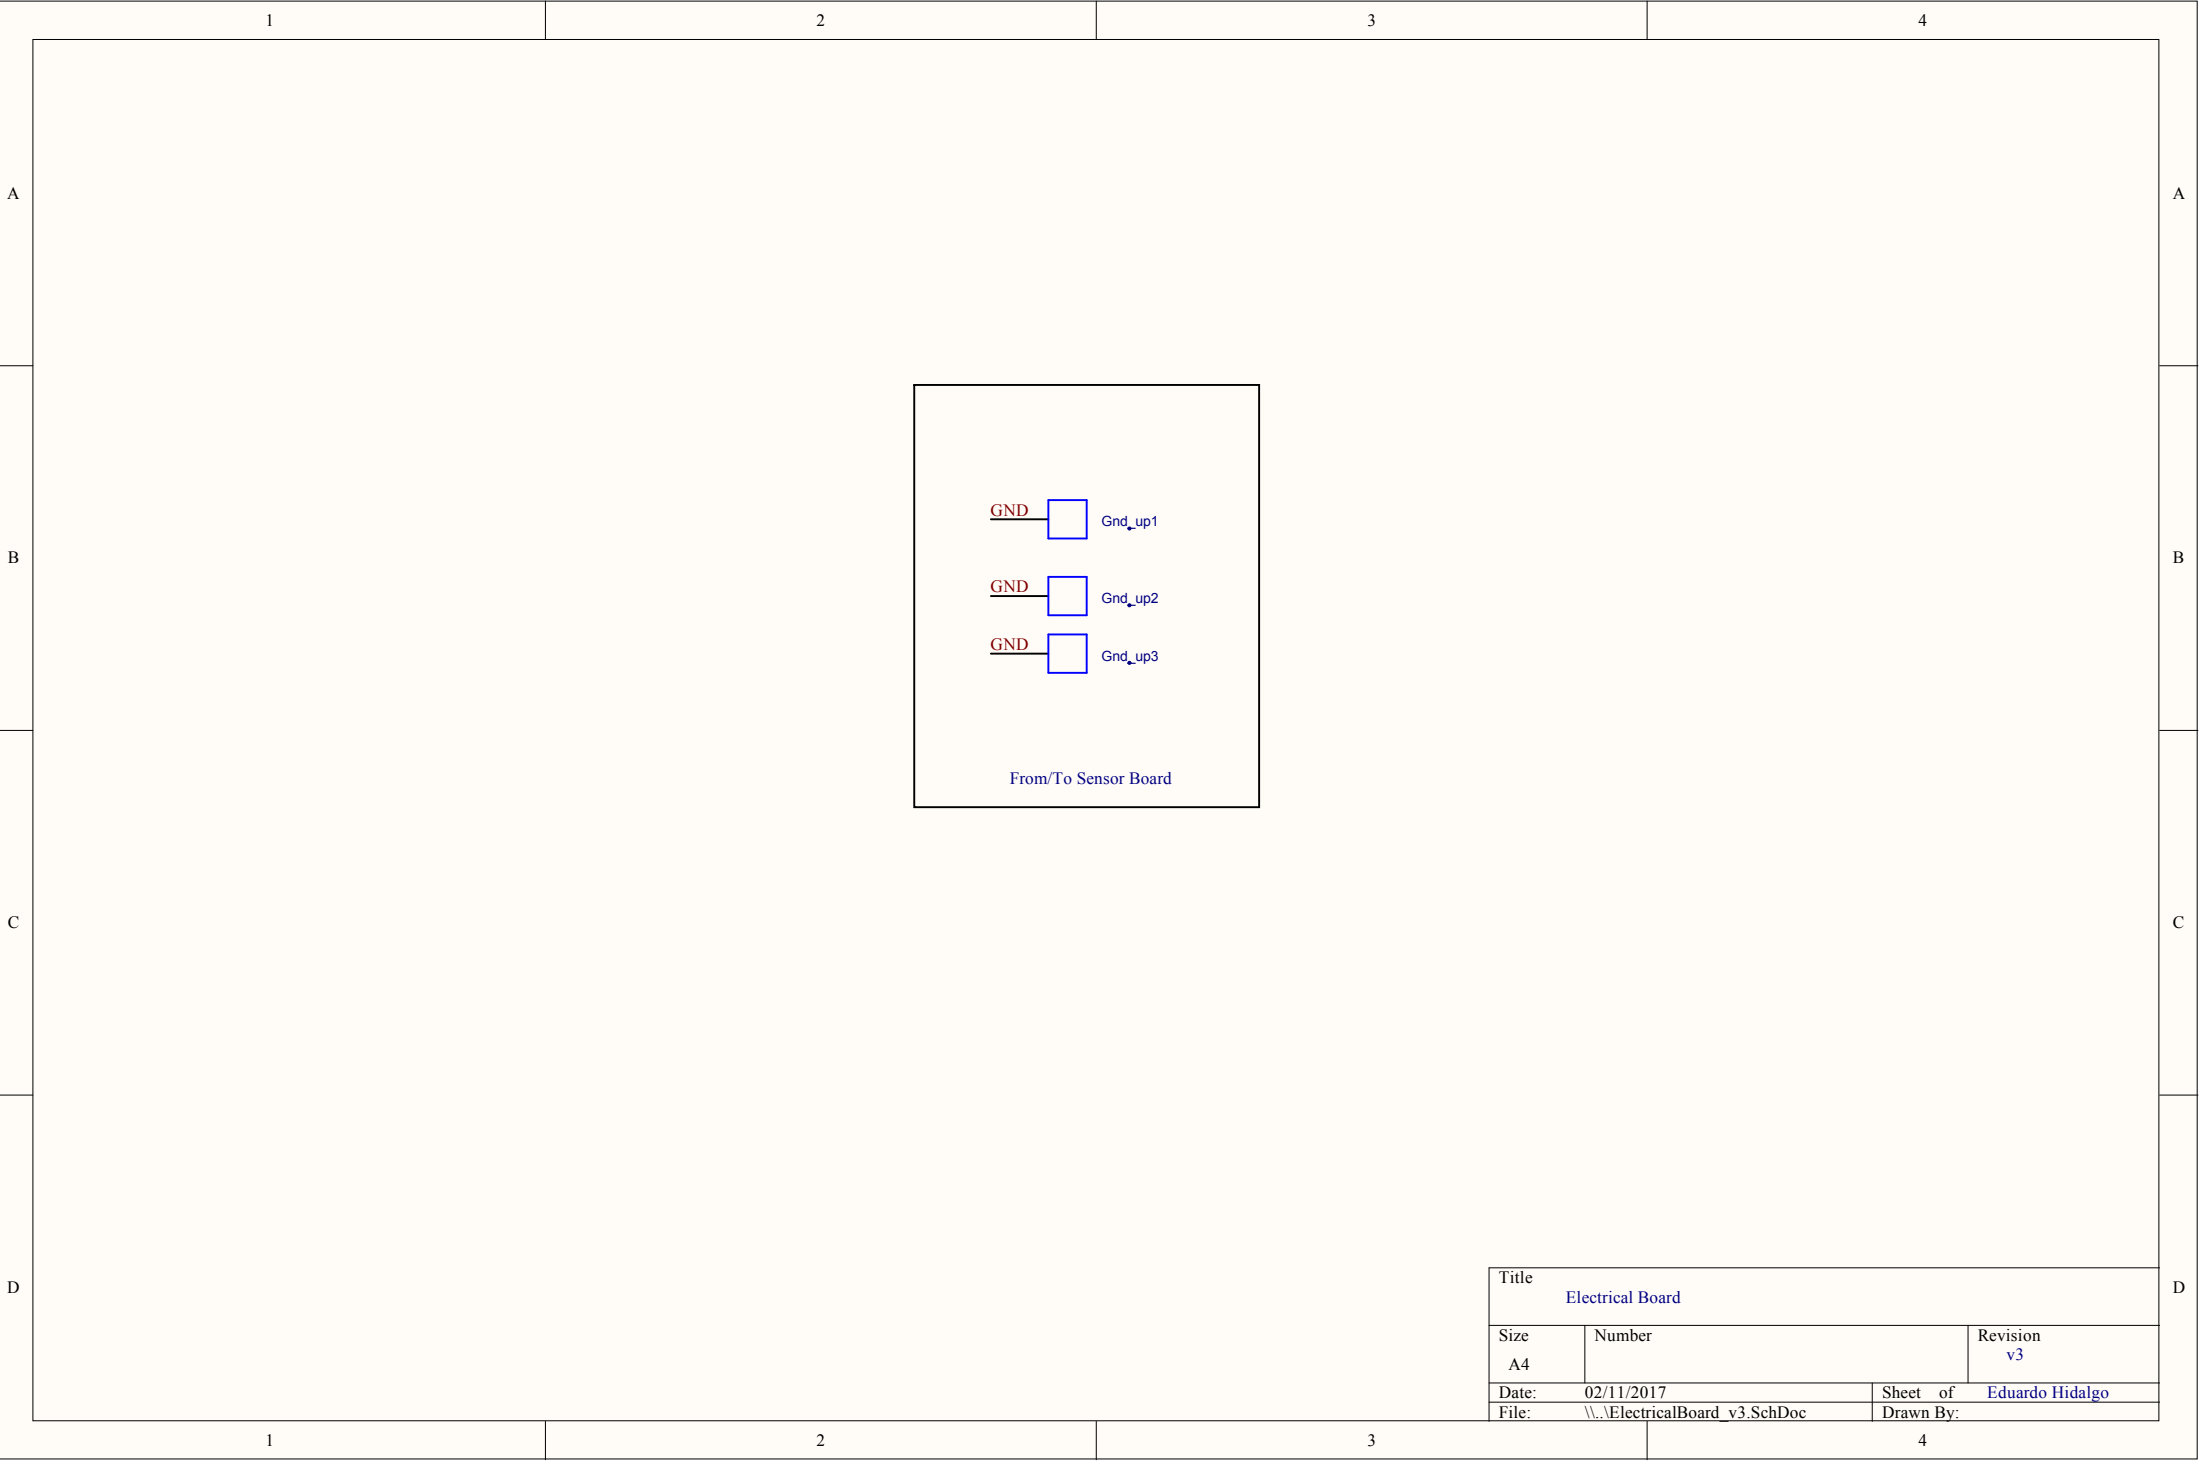 1 2 3 4
A A
GND Gnd_up1
B B
GND Gnd_up2
GND Gnd_up3
From/To Sensor Board
C C
D D
Title
Electrical Board
Size Number Revision
v3
A4
Date: 02/11/2017 Sheet of Eduardo Hidalgo
File: \\..\ElectricalBoard_v3.SchDoc Drawn By:
1 2 3 4